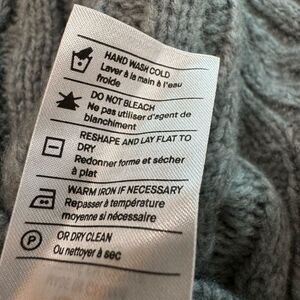 HAND WASH COLD
Laver à la main à l'eau
froide
DO NOT BLEACH
Ne pas utiliser d'agent de
blanchiment
RESHAPE AND LAY FLAT TO
DRY
Redonner forme et sécher
à plat
WARM IRON IF NECESSARY
Repasser à température
moyenne si nécessaire
P
OR DRY CLEAN
Ou nettoyer à sec